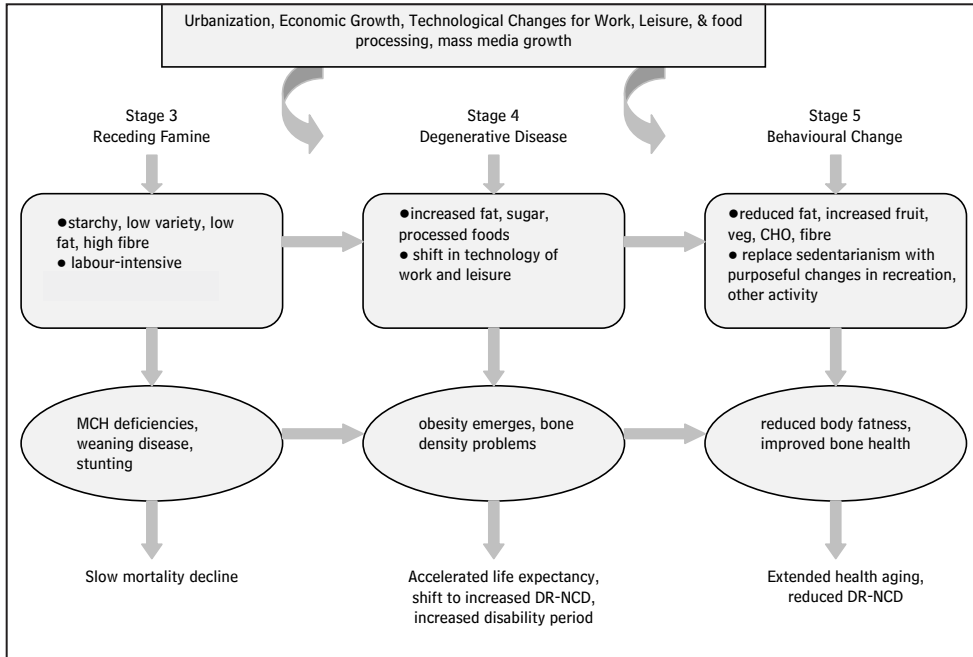 Urbanization, Economic Growth, Technological Changes for Work, Leisure, & food
processing, mass media growth
Stage 3
Receding Famine
Stage 4
Degenerative Disease
Stage 5
Behavioural Change
●starchy, low variety, low
fat, high fibre
● labour-intensive
●increased fat, sugar,
processed foods
● shift in technology of
work and leisure
●reduced fat, increased fruit,
veg, CHO, fibre
● replace sedentarianism with
purposeful changes in recreation,
other activity
MCH deficiencies,
weaning disease,
stunting
obesity emerges, bone
density problems
reduced body fatness,
improved bone health
Slow mortality decline
Accelerated life expectancy,
shift to increased DR-NCD,
increased disability period
Extended health aging,
reduced DR-NCD